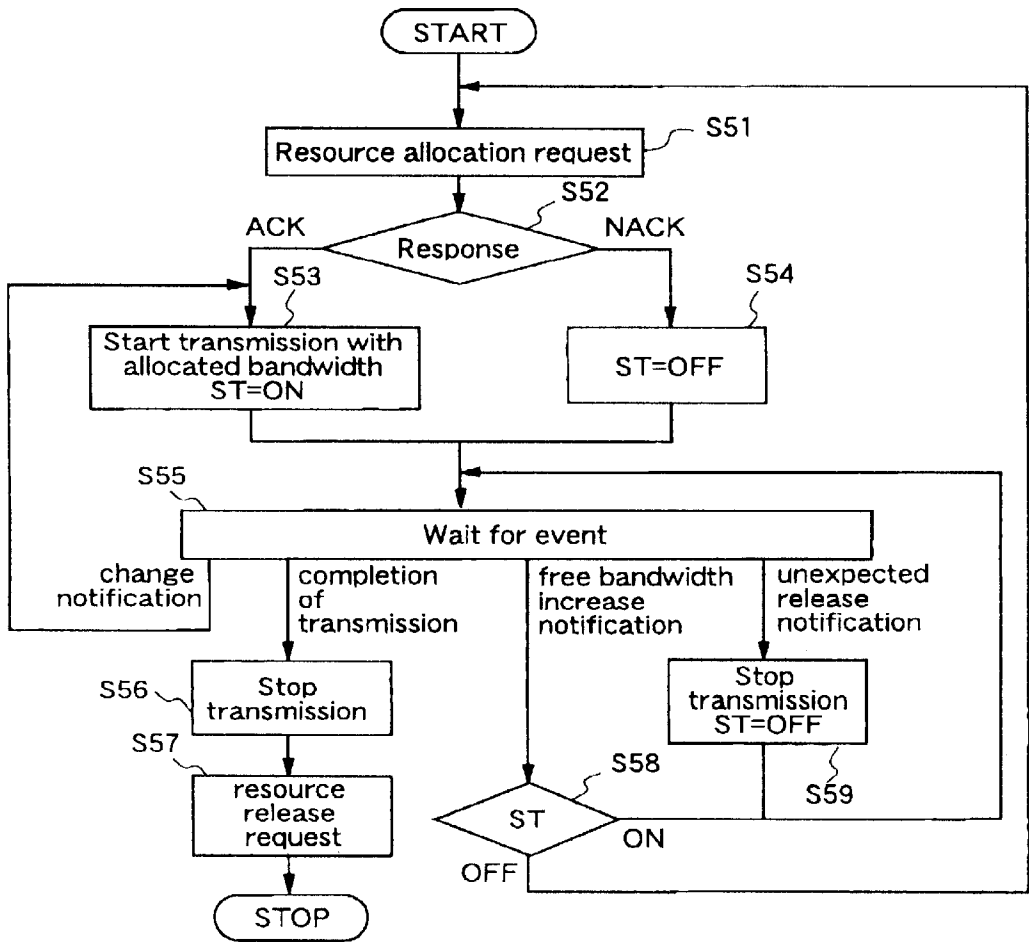 START
S51
Resource allocation request
S52
ACK
NACK
Response
S53
S54
Start transmission with
allocated bandwidth
ST=ON
ST=OFF
S55
Wait for event
change
notification
completion
of
transmission
free bandwidth
increase
notification
unexpected
release
notification
S56
Stop
transmission
Stop
transmission
ST=OFF
S57
S58
S59
resource
release
request
ST
ON
OFF
STOP